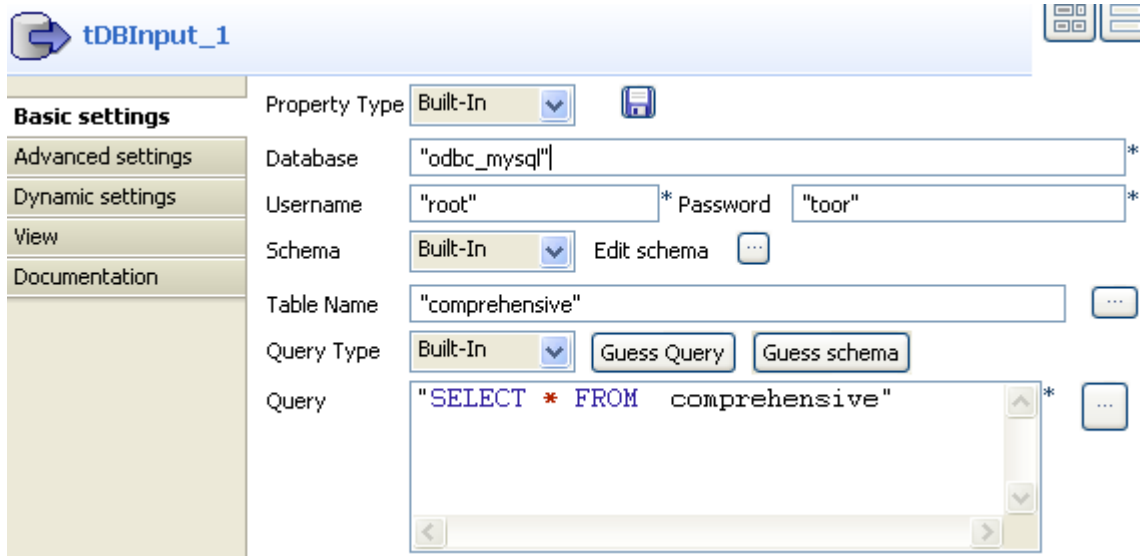 tDBInput_1
Basic settings
Advanced settings
Dynamic settings
View
Documentation
Property Type Built-In
Database "odbc_mysql" *
Username "root" * Password "toor" *
Schema Built-In Edit schema ...
Table Name "comprehensive" ...
Query Type Built-In Guess Query Guess schema
Query "SELECT * FROM  comprehensive" * ...